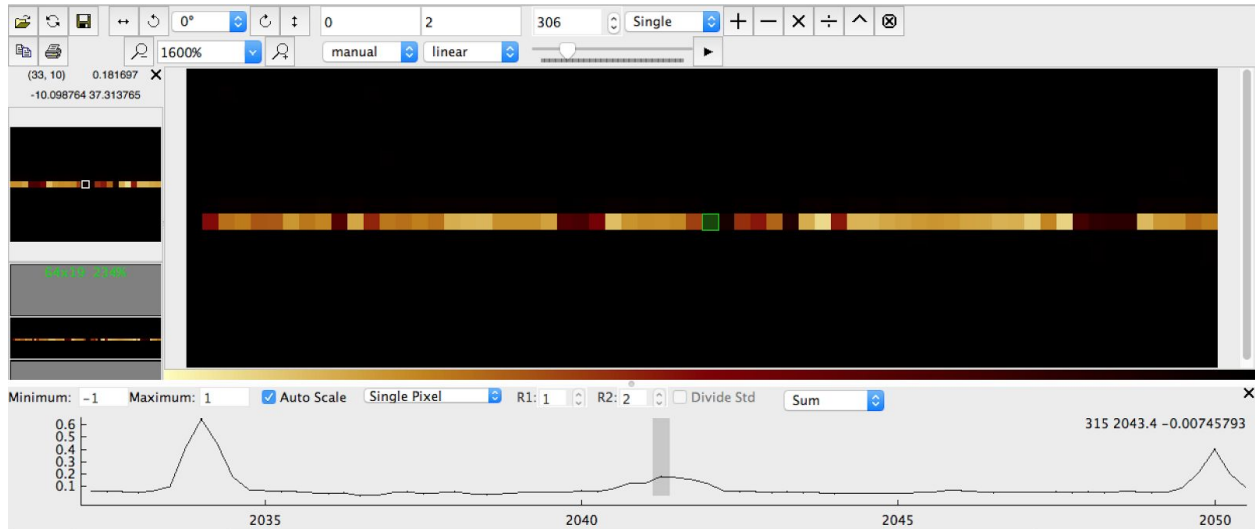 0° 0 2 306 Single + − × ÷ ^
1600% manual linear
(33, 10) 0.181697
-10.098764 37.313765
64x19 230%
Minimum: -1 Maximum: 1 Auto Scale Single Pixel R1: 1 R2: 2 Divide Std Sum
315 2043.4 -0.00745793
0.6
0.5
0.4
0.3
0.2
0.1
2035 2040 2045 2050